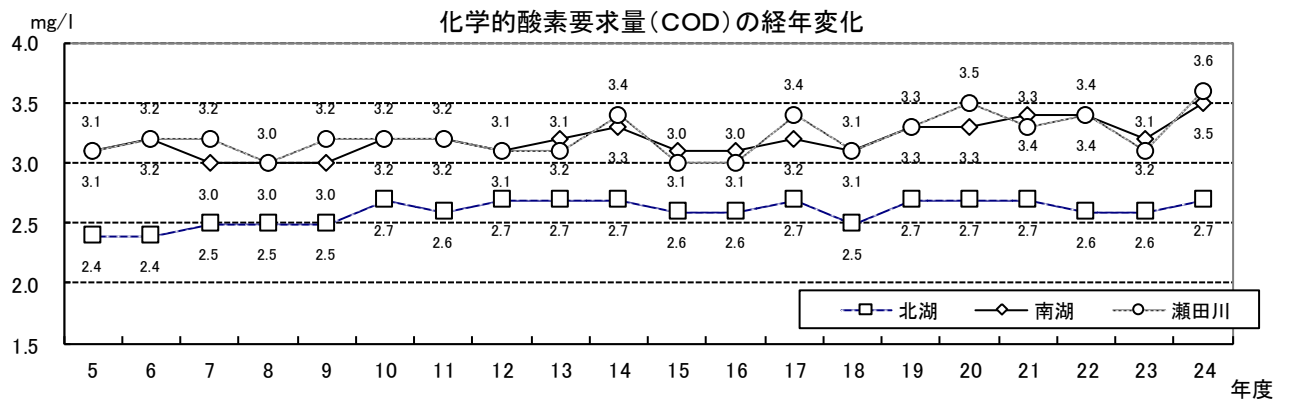 mg/l
化学的酸素要求量（COD）の経年変化
4.0
3.5
3.0
2.5
2.0
1.5
3.1 3.2 3.2 3.0 3.2 3.2 3.2 3.1 3.1 3.4 3.0 3.0 3.4 3.1 3.3 3.5 3.3 3.4 3.1 3.6
3.1 3.2 3.0 3.0 3.0 3.2 3.2 3.1 3.2 3.3 3.1 3.1 3.2 3.1 3.3 3.3 3.4 3.4 3.2 3.5
2.4 2.4 2.5 2.5 2.5 2.7 2.6 2.7 2.7 2.7 2.6 2.6 2.7 2.5 2.7 2.7 2.7 2.6 2.6 2.7
北湖 南湖 瀬田川
5 6 7 8 9 10 11 12 13 14 15 16 17 18 19 20 21 22 23 24
年度